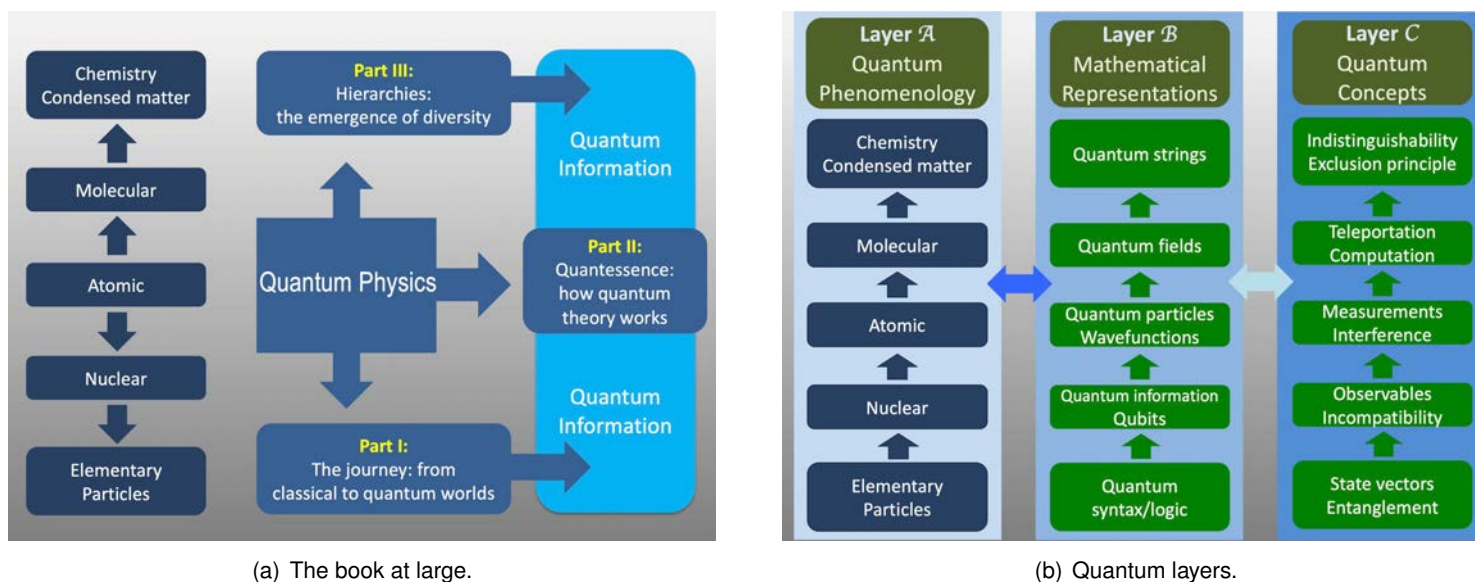 Chemistry
Condensed matter
Molecular
Atomic
Nuclear
Elementary
Particles
Part III:
Hierarchies:
the emergence of diversity
Quantum Physics
Part I:
The journey: from
classical to quantum worlds
Quantum
Information
Part II:
Quantessence:
how quantum
theory works
Quantum
Information
(a) The book at large.
Layer 𝒜
Quantum
Phenomenology
Chemistry
Condensed matter
Molecular
Atomic
Nuclear
Elementary
Particles
Layer ℬ
Mathematical
Representations
Quantum strings
Quantum fields
Quantum particles
Wavefunctions
Quantum information
Qubits
Quantum
syntax/logic
Layer 𝒞
Quantum
Concepts
Indistinguishability
Exclusion principle
Teleportation
Computation
Measurements
Interference
Observables
Incompatibility
State vectors
Entanglement
(b) Quantum layers.